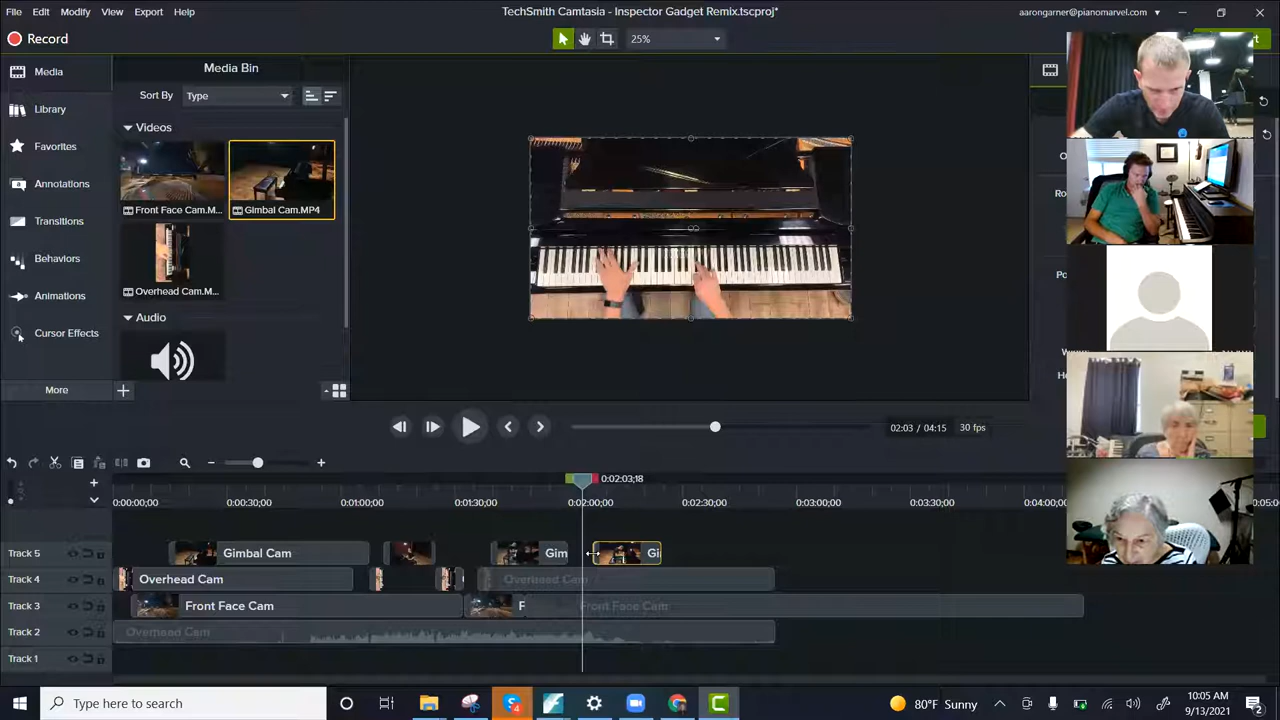 File Edit Modify View Export Help
TechSmith Camtasia - Inspector Gadget Remix.tscproj*
aarongarner@pianomarvel.com
Record
25%
Media
Media Bin
Sort By Type
Library
Videos
Favorites
Annotations
Front Face Cam.M... Gimbal Cam.MP4
Transitions
Behaviors
Overhead Cam.M...
Animations
Audio
Cursor Effects
More
02:03 / 04:15 30 fps
0:02:03;18
0:00:00;00 0:00:30;00 0:01:00;00 0:01:30;00 0:02:00;00 0:02:30;00 0:03:00;00 0:03:30;00 0:04:00;0
Track 5 Gimbal Cam Gim Gi
Track 4 Overhead Cam Overhead Cam
Track 3 Front Face Cam F Front Face Cam
Track 2 Overhead Cam
Track 1
Type here to search
80°F Sunny
10:05 AM
9/13/2021